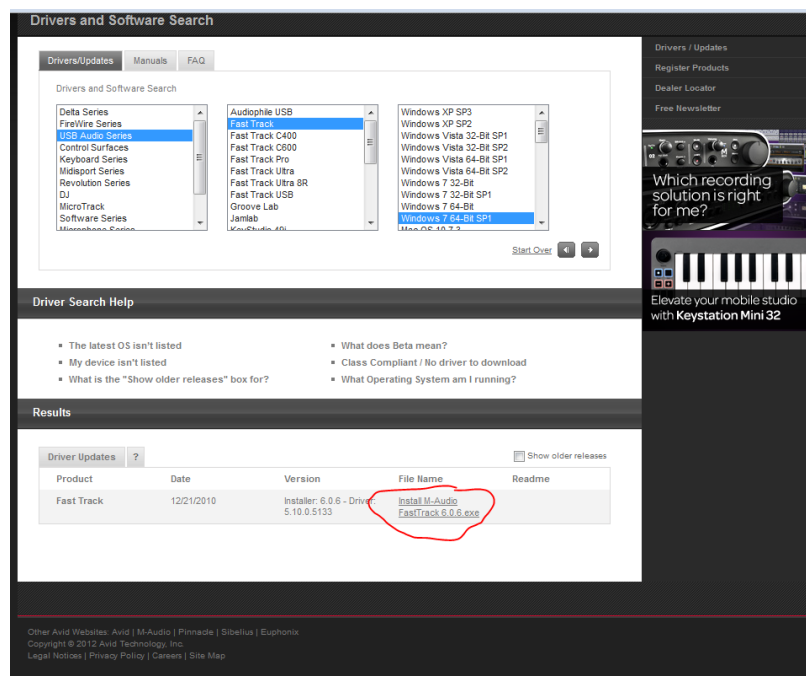 Drivers and Software Search
Drivers/Updates Manuals FAQ
Drivers and Software Search
Delta Series
FireWire Series
USB Audio Series
Control Surfaces
Keyboard Series
Midisport Series
Revolution Series
DJ
MicroTrack
Software Series
Microphone Series
Audiophile USB
Fast Track
Fast Track C400
Fast Track C600
Fast Track Pro
Fast Track Ultra
Fast Track Ultra 8R
Fast Track USB
Groove Lab
Jamlab
KeyStudio 49i
Windows XP SP3
Windows XP SP2
Windows Vista 32-Bit SP1
Windows Vista 32-Bit SP2
Windows Vista 64-Bit SP1
Windows Vista 64-Bit SP2
Windows 7 32-Bit
Windows 7 32-Bit SP1
Windows 7 64-Bit
Windows 7 64-Bit SP1
Mac OS 10.7.3
Start Over
Drivers / Updates
Register Products
Dealer Locator
Free Newsletter
Which recording
solution is right
for me?
Elevate your mobile studio
with Keystation Mini 32
Driver Search Help
The latest OS isn't listed
My device isn't listed
What is the "Show older releases" box for?
What does Beta mean?
Class Compliant / No driver to download
What Operating System am I running?
Results
Driver Updates ?
Show older releases
Product Date Version File Name Readme
Fast Track 12/21/2010 Installer: 6.0.6 - Driver: Install M-Audio
5.10.0.5133 FastTrack 6.0.6.exe
Other Avid Websites: Avid | M-Audio | Pinnacle | Sibelius | Euphonix
Copyright © 2012 Avid Technology, Inc.
Legal Notices | Privacy Policy | Careers | Site Map